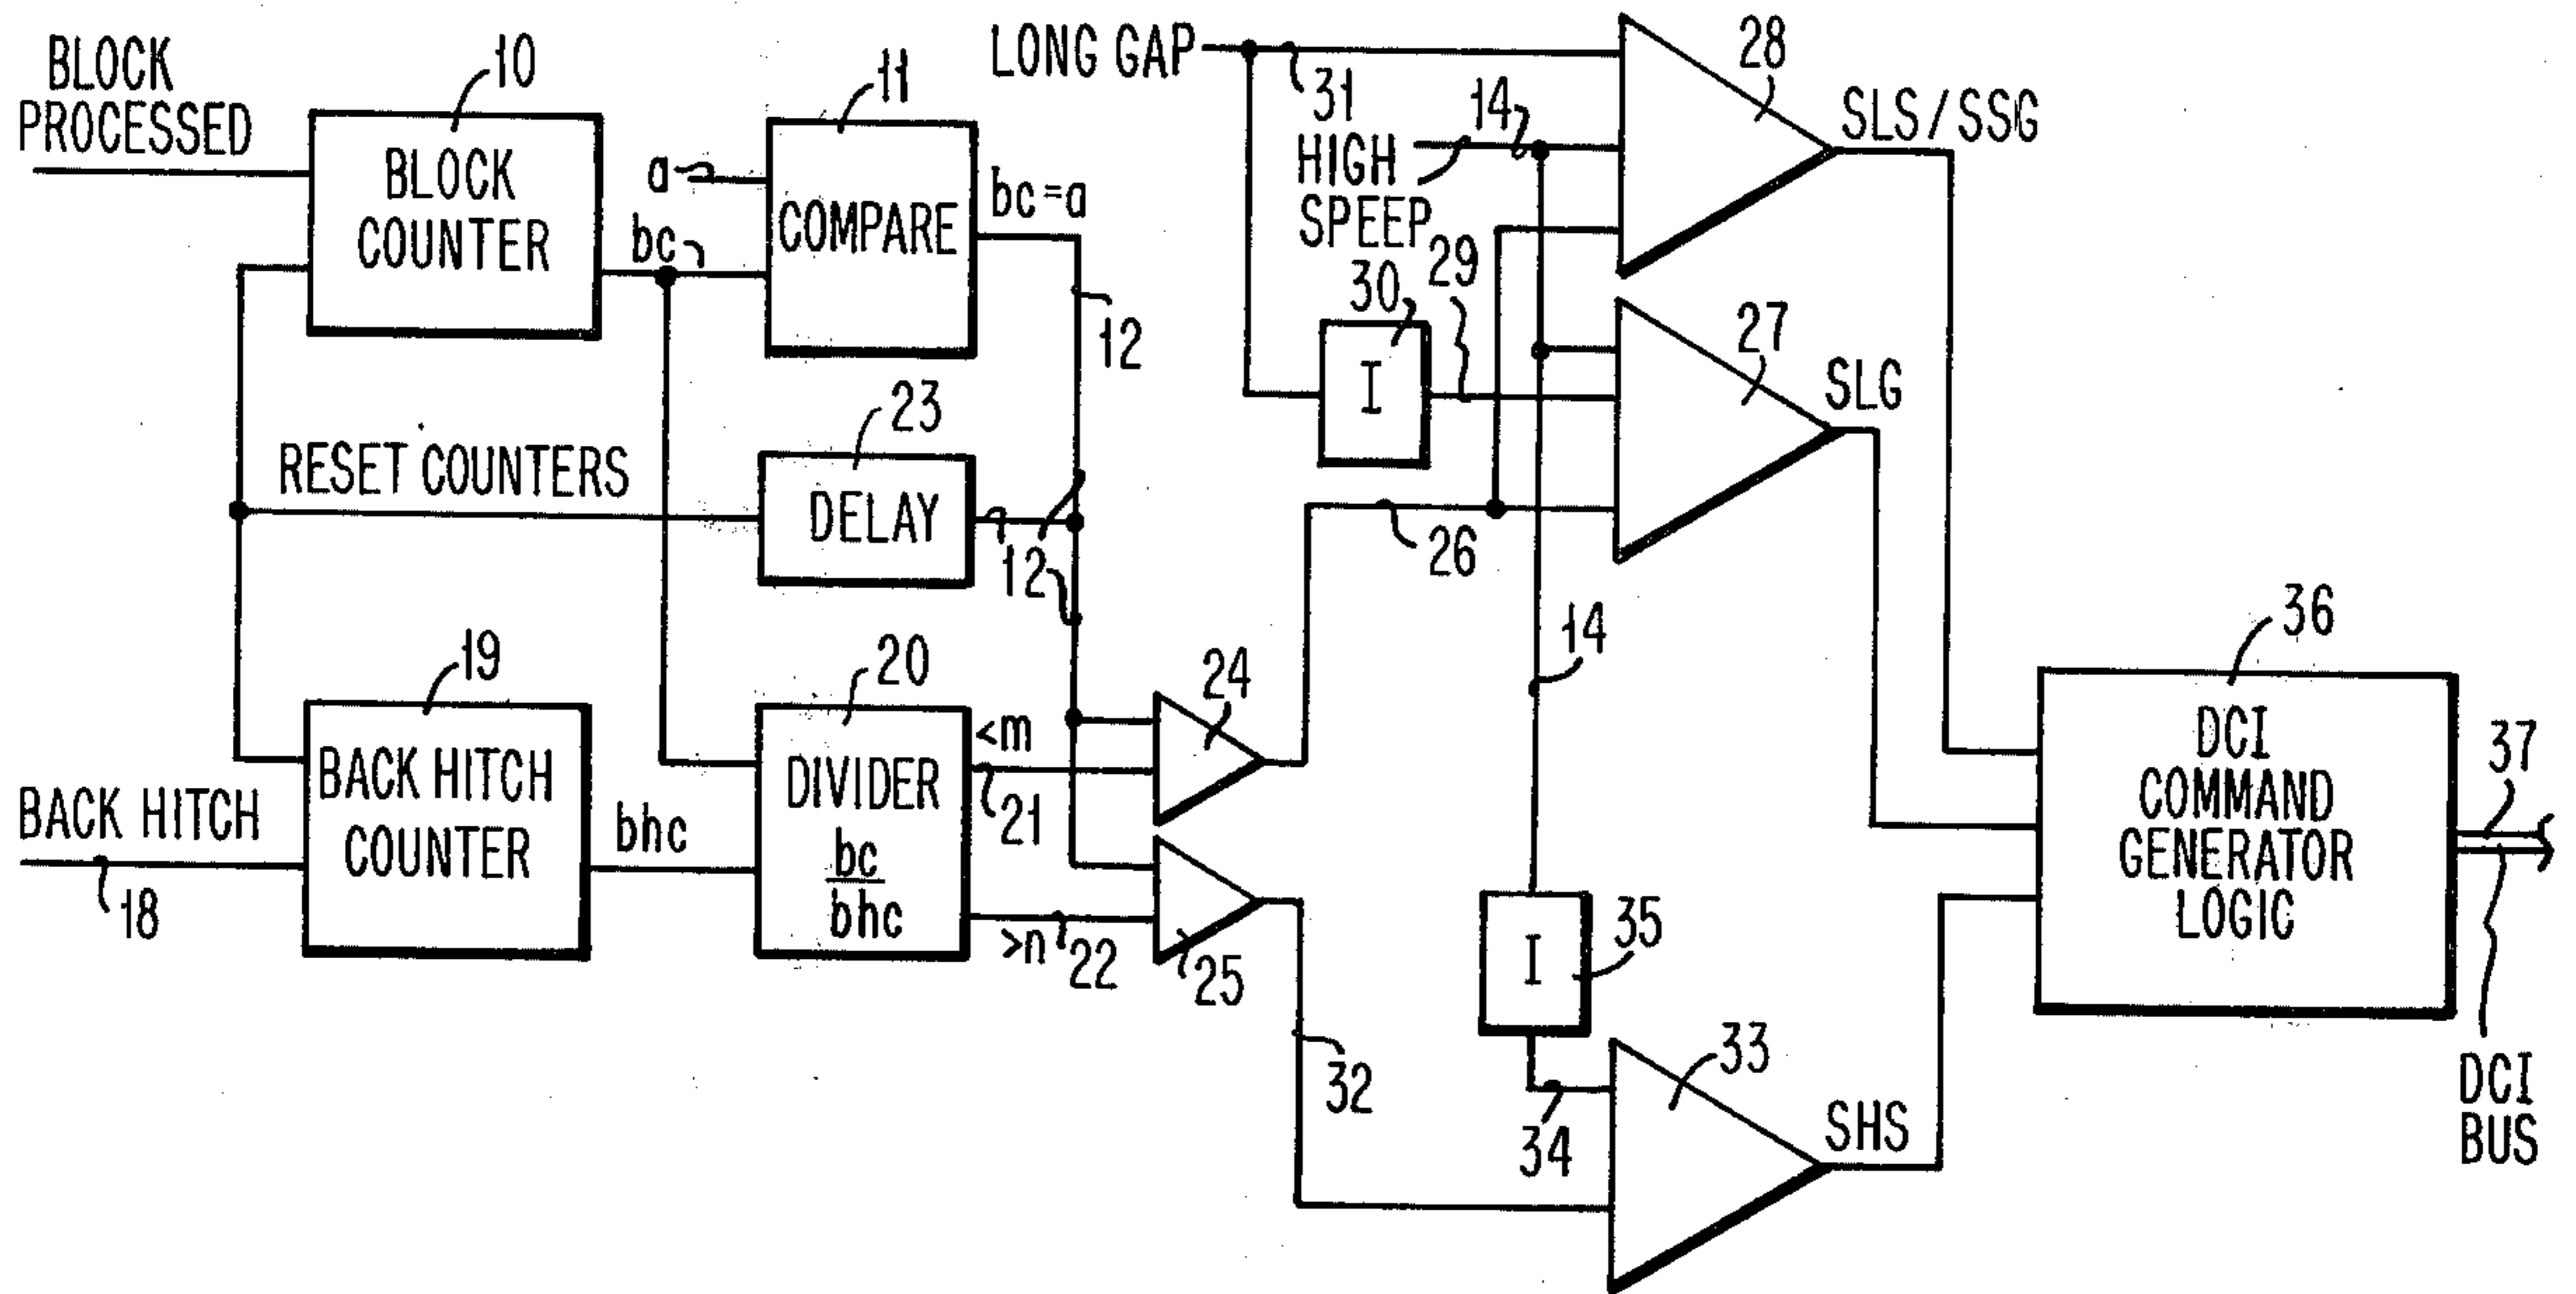 BLOCK
PROCESSED
10
BLOCK
COUNTER
a
bc
11
COMPARE
bc=a
12
LONG GAP
31
14
HIGH
SPEEP
28
SLS/SSG
30
I
29
27
SLG
RESET COUNTERS
23
DELAY
12
26
14
BACK HITCH
18
19
BACK HITCH
COUNTER
bhc
20
DIVIDER
bc
bhc
<m
21
>n
22
24
25
32
35
I
34
33
SHS
36
DCI
COMMAND
GENERATOR
LOGIC
37
DCI
BUS